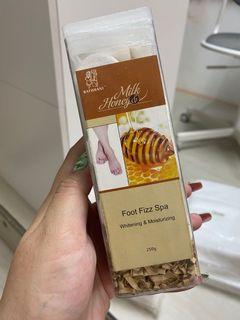 Milk
Honey
Foot Fizz Spa
Whitening & Moisturizing
250g